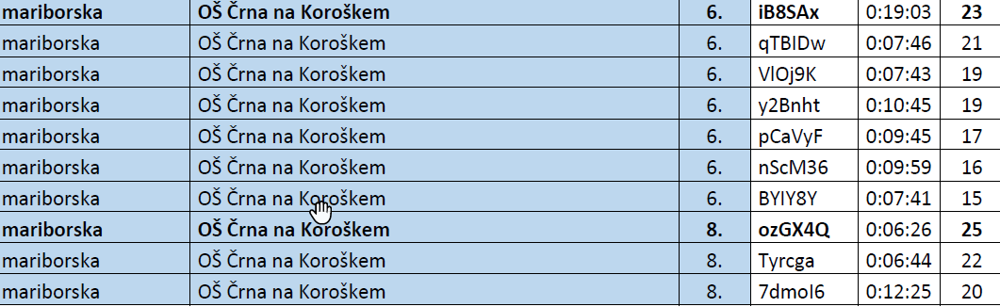 mariborska OŠ Črna na Koroškem 6. iB8SAx 0:19:03 23
mariborska OŠ Črna na Koroškem 6. qTBIDw 0:07:46 21
mariborska OŠ Črna na Koroškem 6. VlOj9K 0:07:43 19
mariborska OŠ Črna na Koroškem 6. y2Bnht 0:10:45 19
mariborska OŠ Črna na Koroškem 6. pCaVyF 0:09:45 17
mariborska OŠ Črna na Koroškem 6. nScM36 0:09:59 16
mariborska OŠ Črna na Koroškem 6. BYIY8Y 0:07:41 15
mariborska OŠ Črna na Koroškem 8. ozGX4Q 0:06:26 25
mariborska OŠ Črna na Koroškem 8. Tyrcga 0:06:44 22
mariborska OŠ Črna na Koroškem 8. 7dmoI6 0:12:25 20